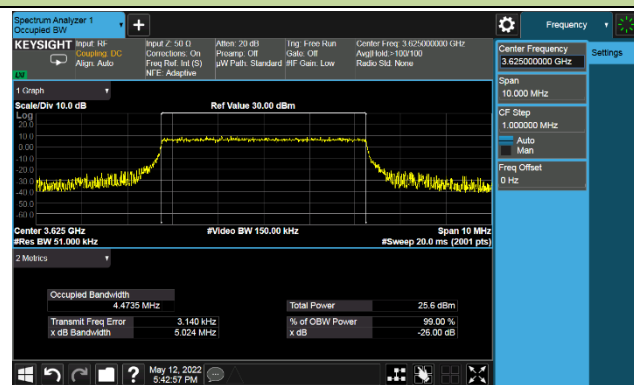 Spectrum Analyzer 1
Occupied BW
+
Frequency
KEYSIGHT
Input: RF
Coupling: DC
Align: Auto
Input Z: 50 Ω
Corrections: On
Freq Ref: Int (S)
NFE: Adaptive
Atten: 20 dB
Preamp: Off
µW Path: Standard
Trig: Free Run
Gate: Off
#IF Gain: Low
Center Freq: 3.625000000 GHz
Avg|Hold:>100/100
Radio Std: None
Center Frequency
3.625000000 GHz
Settings
Span
10.000 MHz
CF Step
1.000000 MHz
Auto
Man
Freq Offset
0 Hz
1 Graph
Scale/Div 10.0 dB
Ref Value 30.00 dBm
Log
20.0
10.0
0.00
-10.0
-20.0
-30.0
-40.0
-50.0
-60.0
Center 3.625 GHz
#Video BW 150.00 kHz
Span 10 MHz
#Res BW 51.000 kHz
#Sweep 20.0 ms (2001 pts)
2 Metrics
Occupied Bandwidth
4.4735 MHz
Total Power
25.6 dBm
Transmit Freq Error
3.140 kHz
% of OBW Power
99.00 %
x dB Bandwidth
5.024 MHz
x dB
-26.00 dB
?
May 12, 2022
5:42:57 PM